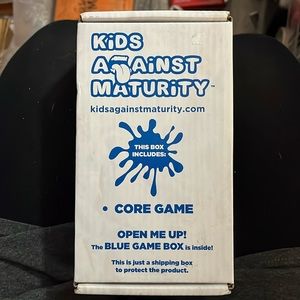 KiDS
AGAINST
MATURITY™
kidsagainstmaturity.com
THIS BOX
INCLUDES:
• CORE GAME
OPEN ME UP!
The BLUE GAME BOX is inside!
This is just a shipping box
to protect the product.